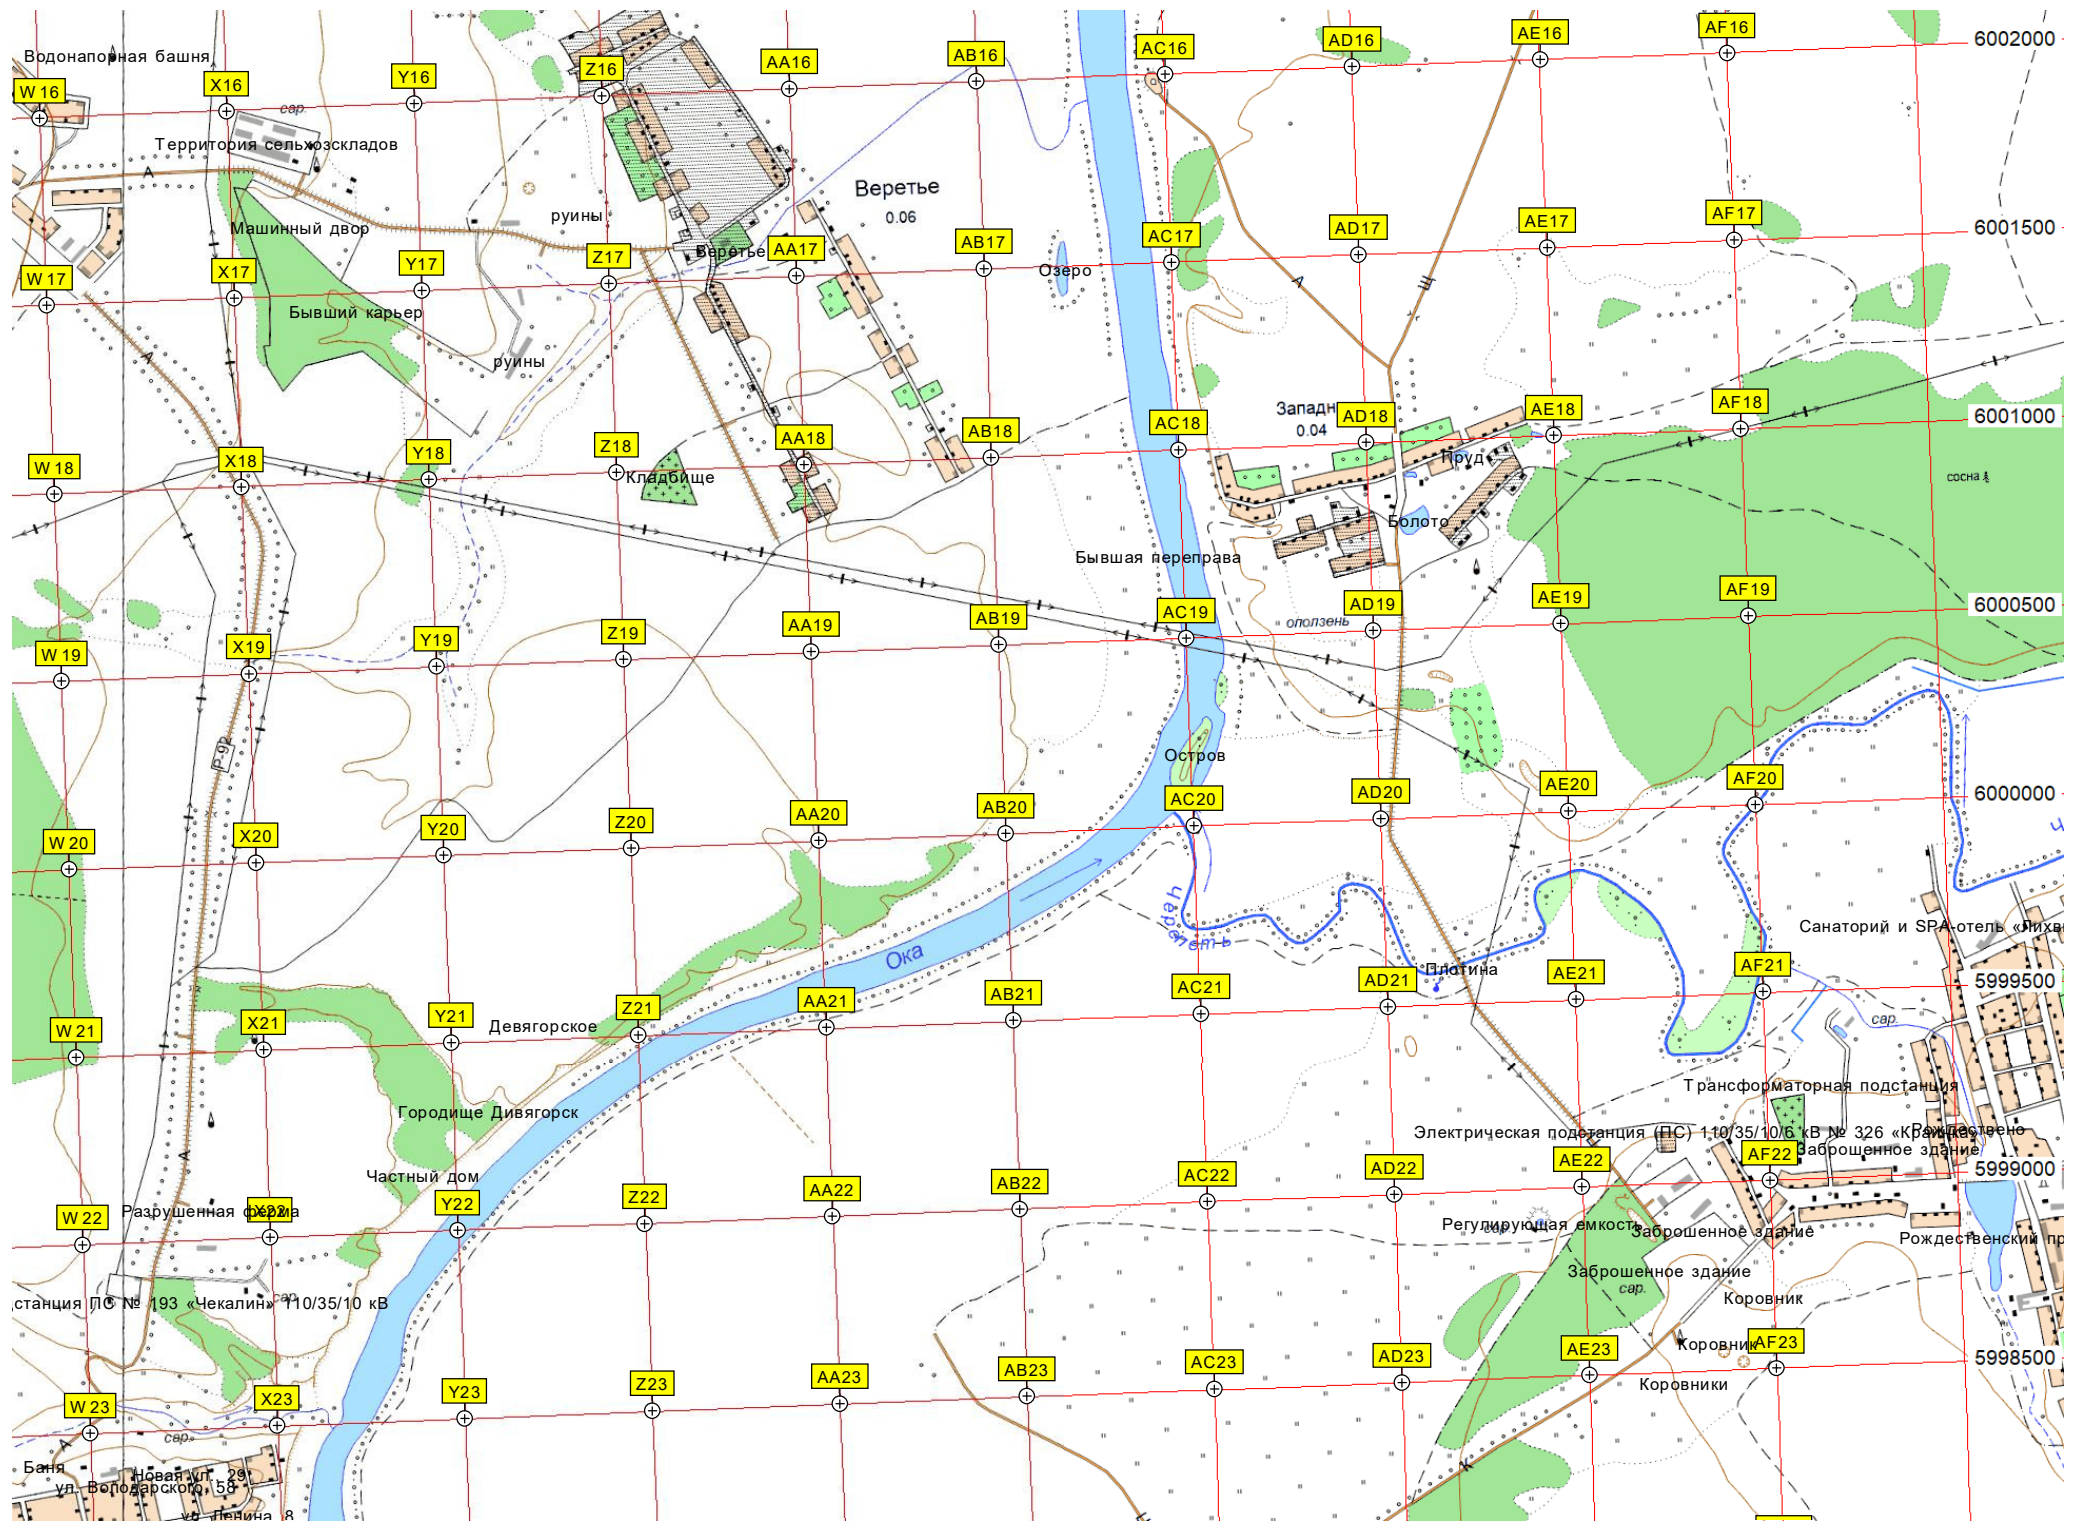 AF16
6002000
AE16
AD16
AC16
AB16
AA16
Z16
Y16
X16
W 16
Водонапорная башня
сар.
Территория сельхозскладов
А
Веретье
0.06
руины
Машинный двор
Веретье
AF17
6001500
AE17
AD17
AC17
AB17
AA17
Z17
Y17
X17
W 17
Озеро
А
Щ
Бывший карьер
руины
А
AF18
6001000
AE18
Западн
0.04
AD18
AC18
AB18
AA18
Z18
Y18
X18
W 18
Пруд
Кладбище
сосна
Болото
Бывшая переправа
AF19
6000500
AE19
AD19
оползень
AC19
AB19
AA19
Z19
Y19
X19
W 19
Р-92
Остров
AF20
6000000
AE20
AD20
AC20
AB20
AA20
Z20
Y20
X20
W 20
Ч
Черепеть
Санаторий и SPA-отель «Лихв
Ока
AF21
Плотина
5999500
AE21
AD21
AC21
AB21
AA21
Z21
Y21
X21
W 21
сар.
Девягорское
Трансформаторная подстанция
Городище Дивягорск
Электрическая подстанция (ПС) 110/35/10/6 кВ № 326 «Краинка»
Рождествено
Заброшенное здание
А
AF22
5999000
AE22
AD22
AC22
AB22
AA22
Z22
Y22
X22
W 22
Частный дом
Разрушенная ферма
Регулирующая емкость
сар.
Заброшенное здание
Рождественский пр
Заброшенное здание
сар.
сар.
дстанция ПС № 193 «Чекалин» 110/35/10 кВ
Коровник
Коровник
AF23
5998500
AE23
AD23
AC23
AB23
AA23
Z23
Y23
X23
W 23
Коровники
сар.
А
К
Баня
Новая ул., 29
ул. Володарского, 58
ул. Ленина, 8